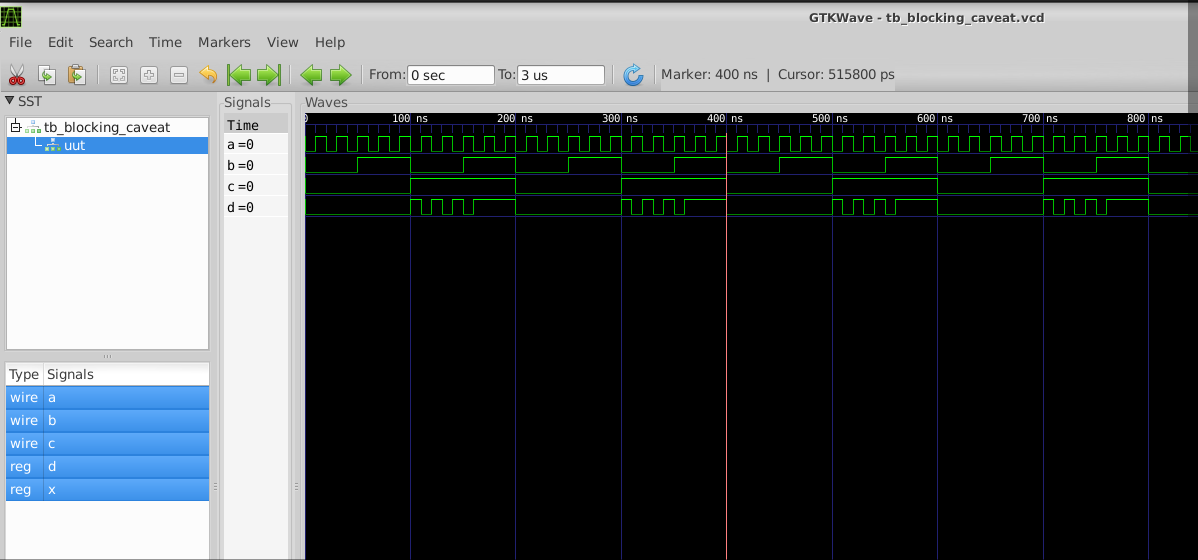 GTKWave - tb_blocking_caveat.vcd
File Edit Search Time Markers View Help
From: 0 sec To: 3 us Marker: 400 ns | Cursor: 515800 ps
SST
tb_blocking_caveat
uut
Type Signals
wire a
wire b
wire c
reg d
reg x
Signals
Time
a =0
b =0
c =0
d =0
Waves
0 100 ns 200 ns 300 ns 400 ns 500 ns 600 ns 700 ns 800 ns